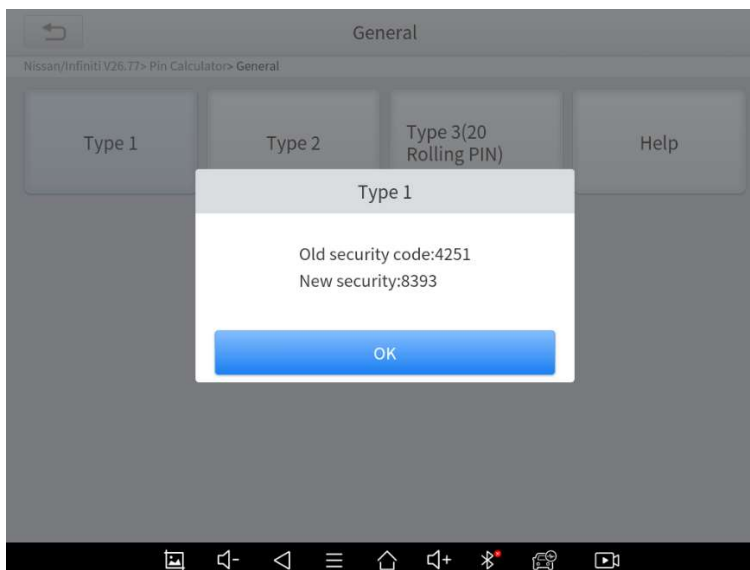 General
Nissan/Infiniti V26.77> Pin Calculator> General
Type 1
Type 2
Type 3(20
Rolling PIN)
Help
Type 1
Old security code:4251
New security:8393
OK